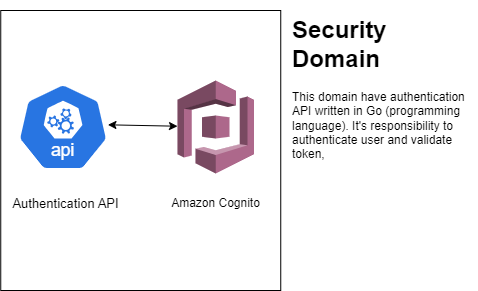 Security
Domain
This domain have authentication
API written in Go (programming
language). It's responsibility to
authenticate user and validate
token,
api
Authentication API
Amazon Cognito